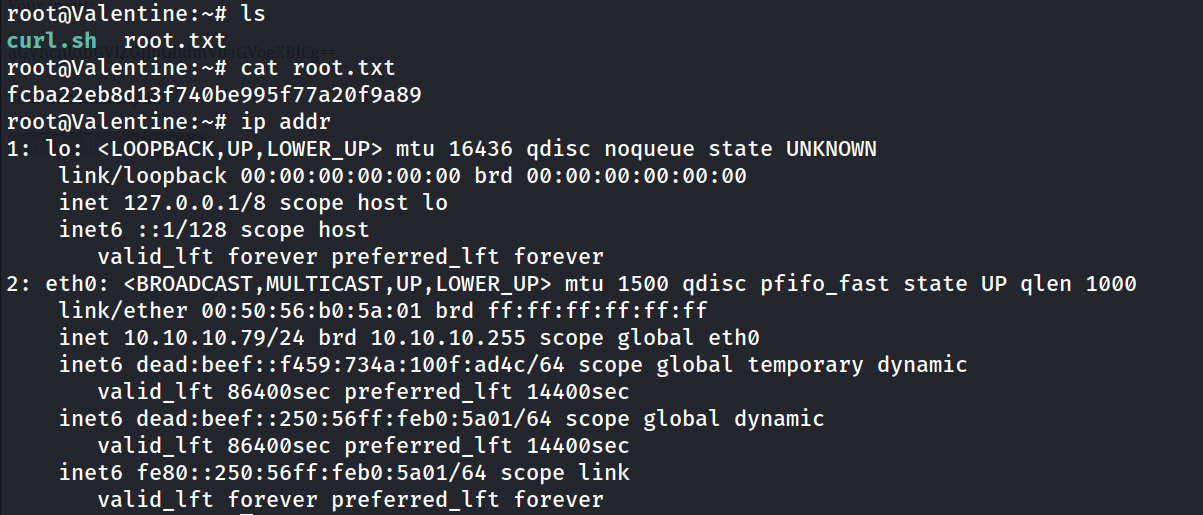 root@Valentine:~# ls
curl.sh  root.txt
root@Valentine:~# cat root.txt
fcba22eb8d13f740be995f77a20f9a89
root@Valentine:~# ip addr
1: lo: <LOOPBACK,UP,LOWER_UP> mtu 16436 qdisc noqueue state UNKNOWN
    link/loopback 00:00:00:00:00:00 brd 00:00:00:00:00:00
    inet 127.0.0.1/8 scope host lo
    inet6 ::1/128 scope host
       valid_lft forever preferred_lft forever
2: eth0: <BROADCAST,MULTICAST,UP,LOWER_UP> mtu 1500 qdisc pfifo_fast state UP qlen 1000
    link/ether 00:50:56:b0:5a:01 brd ff:ff:ff:ff:ff:ff
    inet 10.10.10.79/24 brd 10.10.10.255 scope global eth0
    inet6 dead:beef::f459:734a:100f:ad4c/64 scope global temporary dynamic
       valid_lft 86400sec preferred_lft 14400sec
    inet6 dead:beef::250:56ff:feb0:5a01/64 scope global dynamic
       valid_lft 86400sec preferred_lft 14400sec
    inet6 fe80::250:56ff:feb0:5a01/64 scope link
       valid_lft forever preferred_lft forever